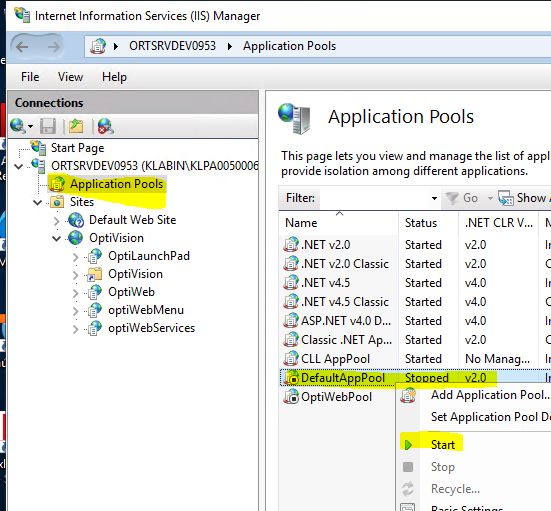 Internet Information Services (IIS) Manager
ORTSRVDEV0953 Application Pools
File View Help
Connections
Start Page
ORTSRVDEV0953 (KLABIN\KLPA0050006
Application Pools
Sites
Default Web Site
OptiVision
OptiLaunchPad
OptiVision
OptiWeb
optiWebMenu
optiWebServices
Application Pools
This page lets you view and manage the list of appl
provide isolation among different applications.
Filter: Go Show A
Name Status .NET CLR V...
.NET v2.0 Started v2.0 In
.NET v2.0 Classic Started v2.0
.NET v4.5 Started v4.0
.NET v4.5 Classic Started v4.0
ASP.NET v4.0 D... Started v4.0
Classic .NET Ap... Started v2.0
CLL AppPool Started No Manag...
DefaultAppPool Stopped v2.0
OptiWebPool
Add Application Pool...
Set Application Pool De
Start
Stop
Recycle...
Basic Settings